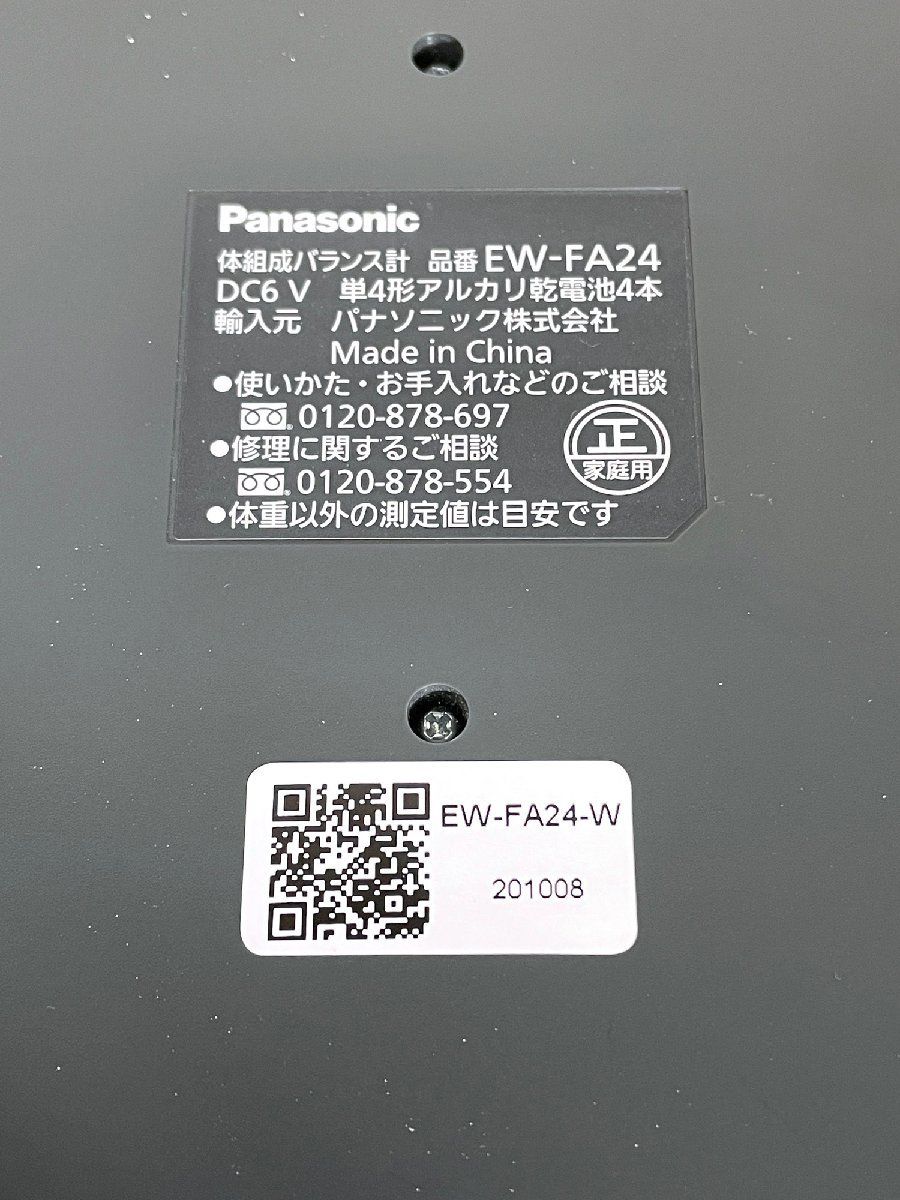 Panasonic
体組成バランス計 品番 EW-FA24
DC6 V 単4形アルカリ乾電池4本
輸入元 パナソニック株式会社
Made in China
●使いかた・お手入れなどのご相談
0120-878-697
●修理に関するご相談
0120-878-554
正
家庭用
●体重以外の測定値は目安です
EW-FA24-W
201008